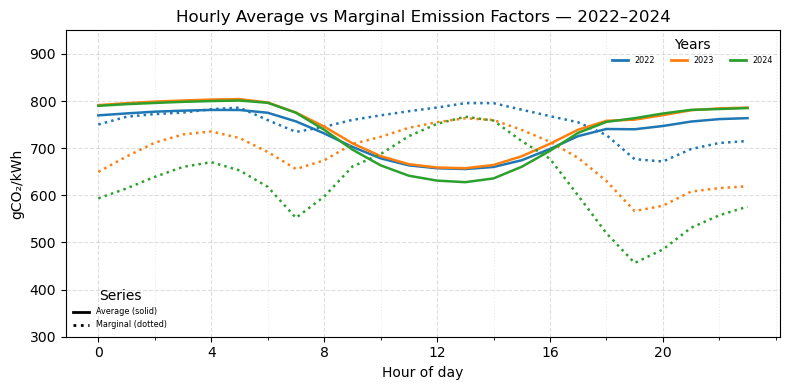 Hourly Average vs Marginal Emission Factors — 2022–2024
Years
2022 2023 2024
gCO₂/kWh
900
800
700
600
500
400
300
Series
Average (solid)
Marginal (dotted)
0 4 8 12 16 20
Hour of day